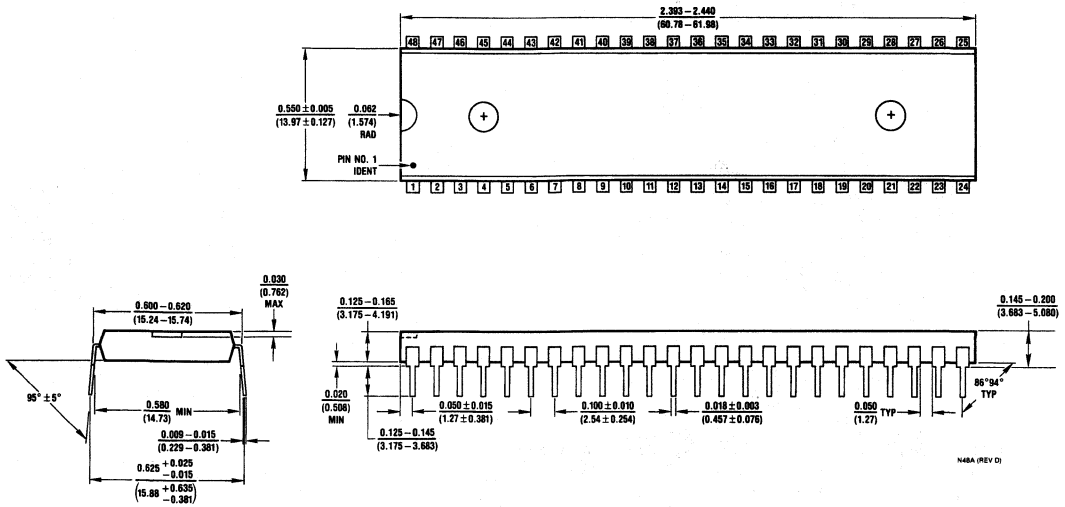 2.393 – 2.440
(60.78 – 61.98)
48 47 46 45 44 43 42 41 40 39 38 37 36 35 34 33 32 31 30 29 28 27 26 25
0.550 ± 0.005
(13.97 ± 0.127)
0.062
(1.574)
RAD
PIN NO. 1
IDENT
1 2 3 4 5 6 7 8 9 10 11 12 13 14 15 16 17 18 19 20 21 22 23 24
0.030
(0.762)
MAX
0.600 – 0.620
(15.24 – 15.74)
95° ± 5°
0.580
(14.73)
MIN
0.009 – 0.015
(0.229 – 0.381)
0.625 +0.025
−0.015
(15.88 +0.635
−0.381)
0.125 – 0.165
(3.175 – 4.191)
0.145 – 0.200
(3.683 – 5.080)
0.020
(0.508)
MIN
0.050 ± 0.015
(1.27 ± 0.381)
0.100 ± 0.010
(2.54 ± 0.254)
0.018 ± 0.003
(0.457 ± 0.076)
0.050
(1.27)
TYP
86°94°
TYP
0.125 – 0.145
(3.175 – 3.683)
N48A (REV D)